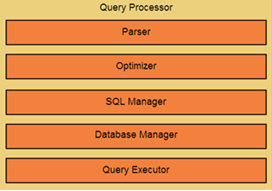 Query Processor
Parser
Optimizer
SQL Manager
Database Manager
Query Executor